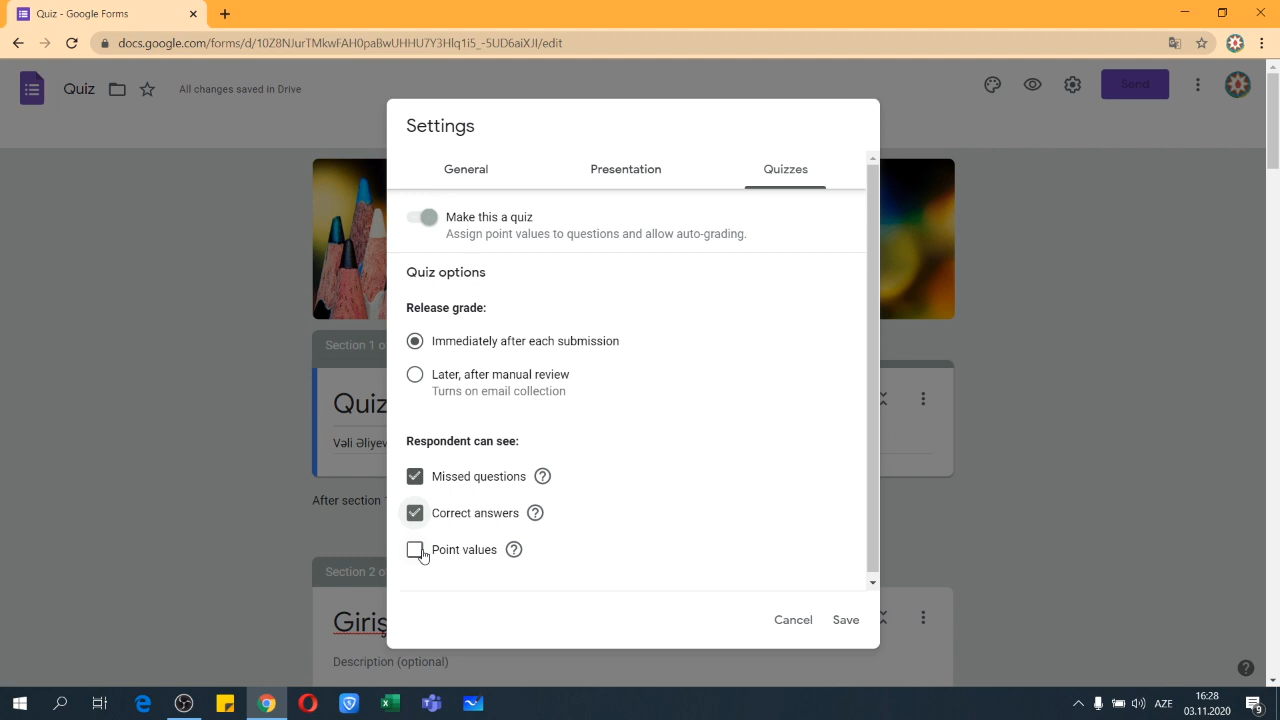 Quiz - Google Forms
docs.google.com/forms/d/10Z8NJurTMkwFAH0paBwUHHU7Y3Hlq1i5_-5UD6aiXJI/edit
Quiz
All changes saved in Drive
Send
Settings
General Presentation Quizzes
Make this a quiz
Assign point values to questions and allow auto-grading.
Quiz options
Release grade:
Immediately after each submission
Section 1 of
Later, after manual review
Turns on email collection
Quiz
Respondent can see:
Vəli Əliyev
Missed questions
After section
Correct answers
Point values
Section 2 of
Cancel Save
Giriş
Description (optional)
AZE
16:28
03.11.2020
9